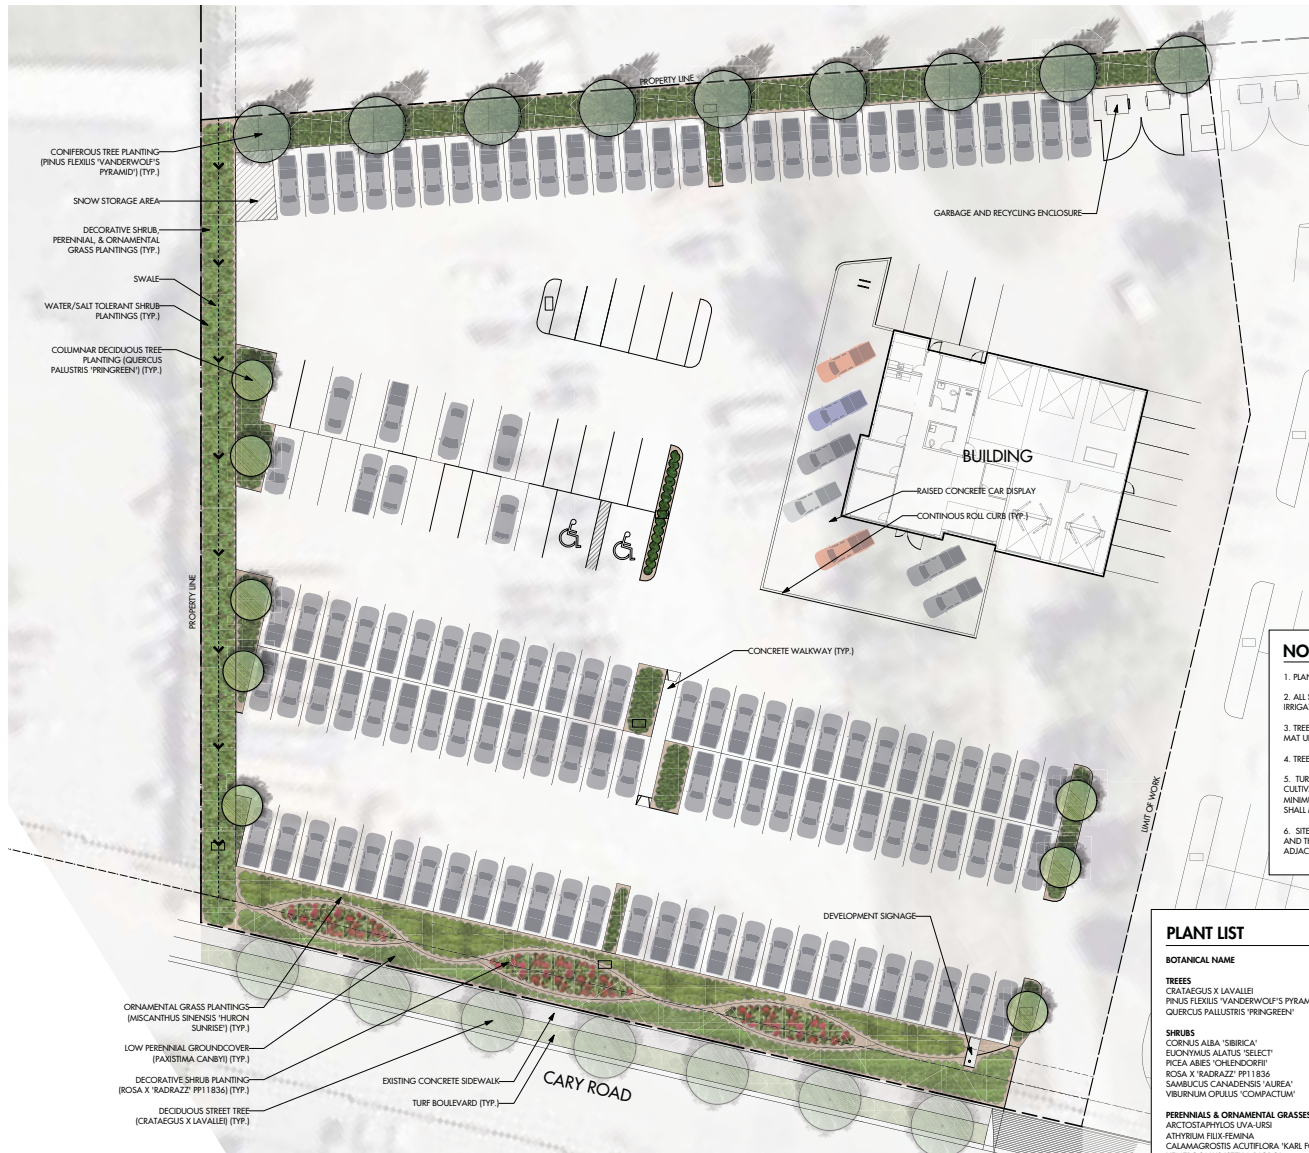 PROPERTY LINE
CONIFEROUS TREE PLANTING
(PINUS FLEXILIS 'VANDERWOLF'S
PYRAMID') (TYP.)
SNOW STORAGE AREA
DECORATIVE SHRUB,
PERENNIAL, & ORNAMENTAL
GRASS PLANTINGS (TYP.)
SWALE
WATER/SALT TOLERANT SHRUB
PLANTINGS (TYP.)
COLUMNAR DECIDUOUS TREE
PLANTING (QUERCUS
PALUSTRIS 'PRINGREEN') (TYP.)
GARBAGE AND RECYCLING ENCLOSURE
BUILDING
RAISED CONCRETE CAR DISPLAY
CONTINOUS ROLL CURB (TYP.)
PROPERTY LINE
CONCRETE WALKWAY (TYP.)
LIMIT OF WORK
DEVELOPMENT SIGNAGE
ORNAMENTAL GRASS PLANTINGS
(MISCANTHUS SINENSIS 'HURON
SUNRISE') (TYP.)
LOW PERENNIAL GROUNDCOVER
(PAXISTIMA CANBYI) (TYP.)
DECORATIVE SHRUB PLANTING
(ROSA X 'RADRAZZ' PP11836) (TYP.)
DECIDUOUS STREET TREE
(CRATAEGUS X LAVALLEI) (TYP.)
EXISTING CONCRETE SIDEWALK
TURF BOULEVARD (TYP.)
CARY ROAD
NO
1. PLAN
2. ALL S
IRRIGA
3. TREE
MAT U
4. TREE
5. TUR
CULTIV
MINIM
SHALL
6. SITE
AND T
ADJAC
PLANT LIST
BOTANICAL NAME
TREEES
CRATAEGUS X LAVALLEI
PINUS FLEXILIS 'VANDERWOLF'S PYRAM
QUERCUS PALLUSTRIS 'PRINGREEN'
SHRUBS
CORNUS ALBA 'SIBIRICA'
EUONYMUS ALATUS 'SELECT'
PICEA ABIES 'OHLENDORFII'
ROSA X 'RADRAZZ' PP11836
SAMBUCUS CANADENSIS 'AUREA'
VIBURNUM OPULUS 'COMPACTUM'
PERENNIALS & ORNAMENTAL GRASSES
ARCTOSTAPHYLOS UVA-URSI
ATHYRIUM FILIX-FEMINA
CALAMAGROSTIS ACUTIFLORA 'KARL F